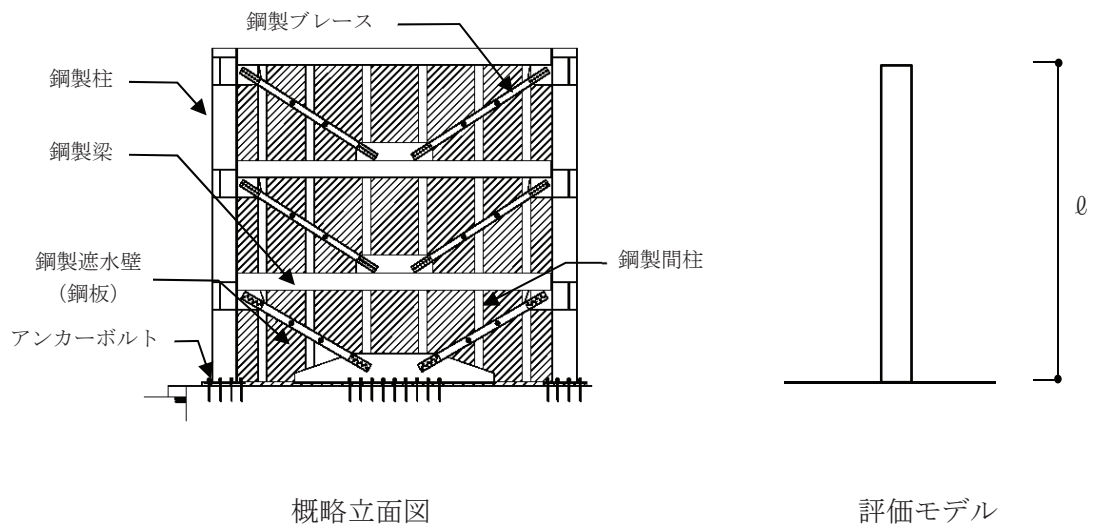 鋼製ブレース
鋼製柱
鋼製梁
鋼製遮水壁
（鋼板）
アンカーボルト
鋼製間柱
ℓ
概略立面図
評価モデル